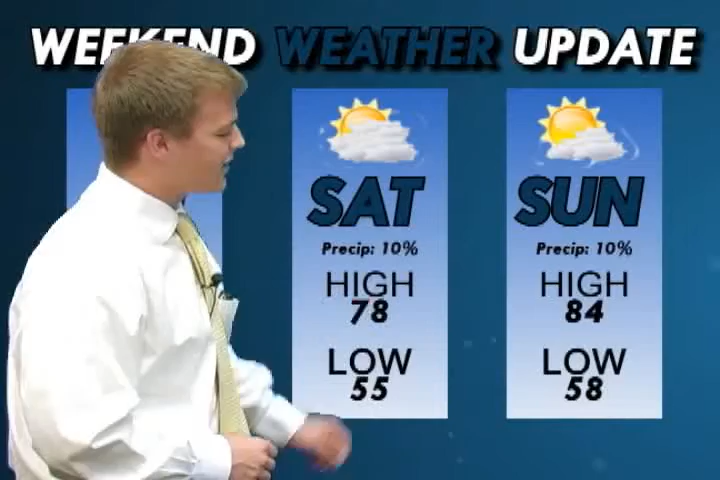 WEEKEND WEATHER UPDATE
SAT
Precip: 10%
HIGH
78
LOW
55
SUN
Precip: 10%
HIGH
84
LOW
58